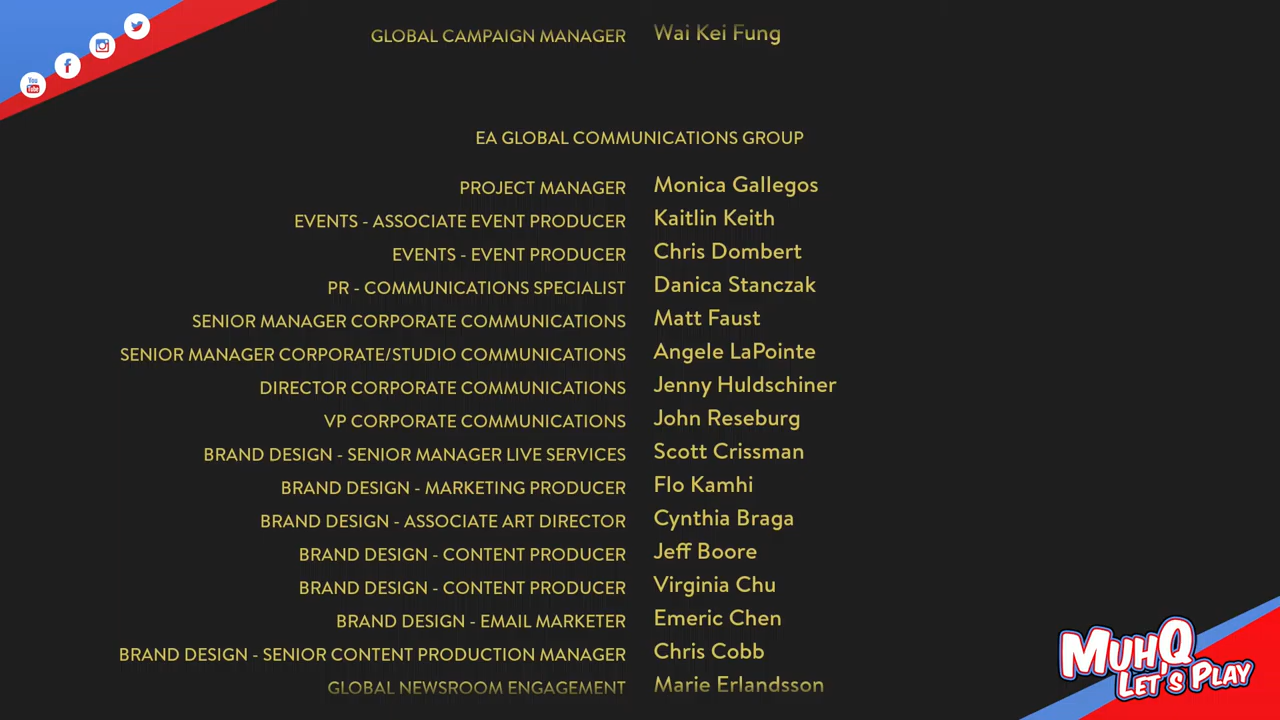 You
Tube
GLOBAL CAMPAIGN MANAGER Wai Kei Fung
EA GLOBAL COMMUNICATIONS GROUP
PROJECT MANAGER Monica Gallegos
EVENTS - ASSOCIATE EVENT PRODUCER Kaitlin Keith
EVENTS - EVENT PRODUCER Chris Dombert
PR - COMMUNICATIONS SPECIALIST Danica Stanczak
SENIOR MANAGER CORPORATE COMMUNICATIONS Matt Faust
SENIOR MANAGER CORPORATE/STUDIO COMMUNICATIONS Angele LaPointe
DIRECTOR CORPORATE COMMUNICATIONS Jenny Huldschiner
VP CORPORATE COMMUNICATIONS John Reseburg
BRAND DESIGN - SENIOR MANAGER LIVE SERVICES Scott Crissman
BRAND DESIGN - MARKETING PRODUCER Flo Kamhi
BRAND DESIGN - ASSOCIATE ART DIRECTOR Cynthia Braga
BRAND DESIGN - CONTENT PRODUCER Jeff Boore
BRAND DESIGN - CONTENT PRODUCER Virginia Chu
BRAND DESIGN - EMAIL MARKETER Emeric Chen
BRAND DESIGN - SENIOR CONTENT PRODUCTION MANAGER Chris Cobb
GLOBAL NEWSROOM ENGAGEMENT Marie Erlandsson
MUHQ
LET'S PLAY